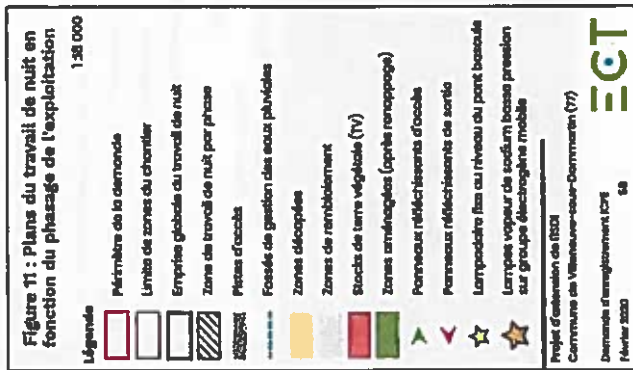 Figure 11 : Plans du travail de nuit en
fonction du phasage de l'exploitation
1:38 000
Légende
Périmètre de la demande
Limite de zones du chantier
Emprise globale du travail de nuit
Zone de travail de nuit par phase
Pistes d'accès
Fossés de gestion des eaux pluviales
Zones décapées
Zones de remblaiement
Stocks de terre végétale (TV)
Zones aménagées (après remappage)
Panneaux réfléchissants d'accès
Panneaux réfléchissants de sortie
Lampadaire fixe au niveau du pont bascule
Lampes vapeur de sodium basse pression
sur groupe électrogène mobile
Projet d'extension de l'ISDI
Commune de Villeneuve-sous-Dammartin (77)
Demande d'enregistrement ICPE
Février 2020
ECT